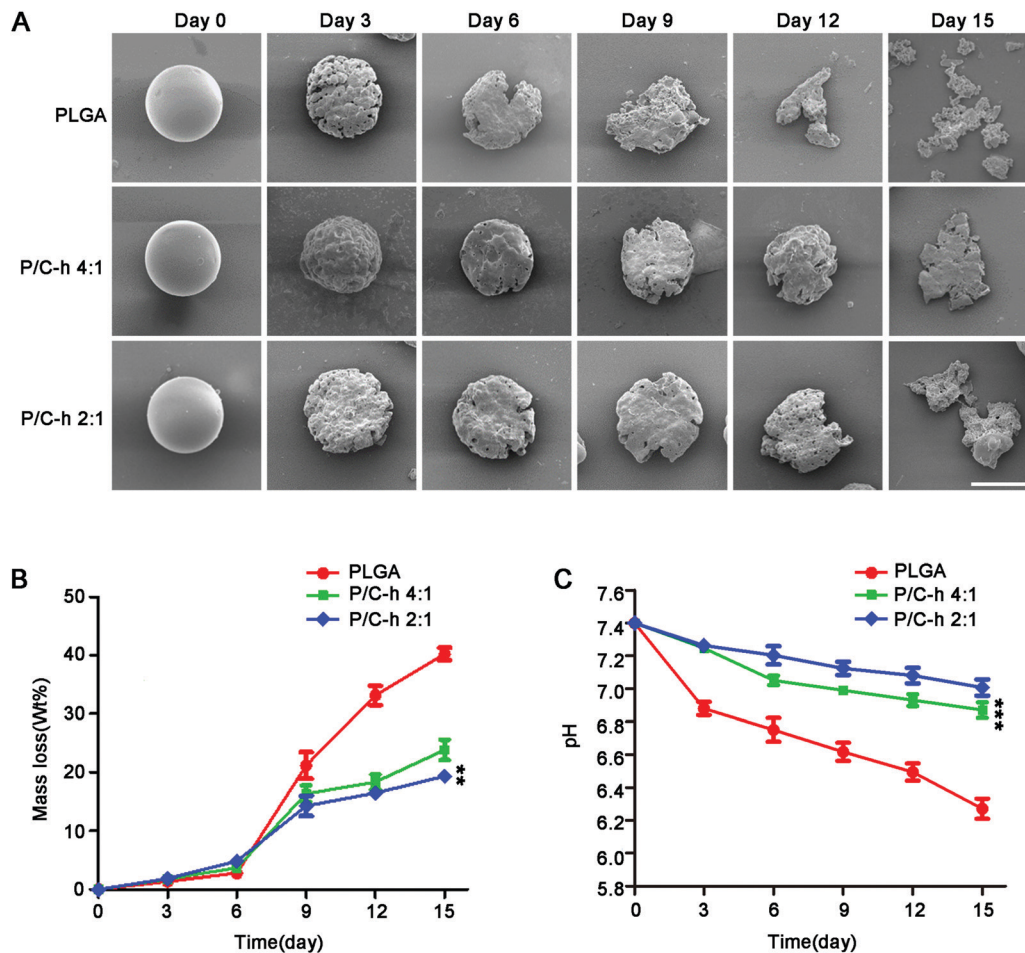 A
Day 0
Day 3
Day 6
Day 9
Day 12
Day 15
PLGA
P/C-h 4:1
P/C-h 2:1
B
PLGA
P/C-h 4:1
P/C-h 2:1
Mass loss(Wt%)
50
40
30
20
10
0
**
0
3
6
9
12
15
Time(day)
C
PLGA
P/C-h 4:1
P/C-h 2:1
pH
7.6
7.4
7.2
7.0
6.8
6.6
6.4
6.2
6.0
5.8
***
0
3
6
9
12
15
Time(day)